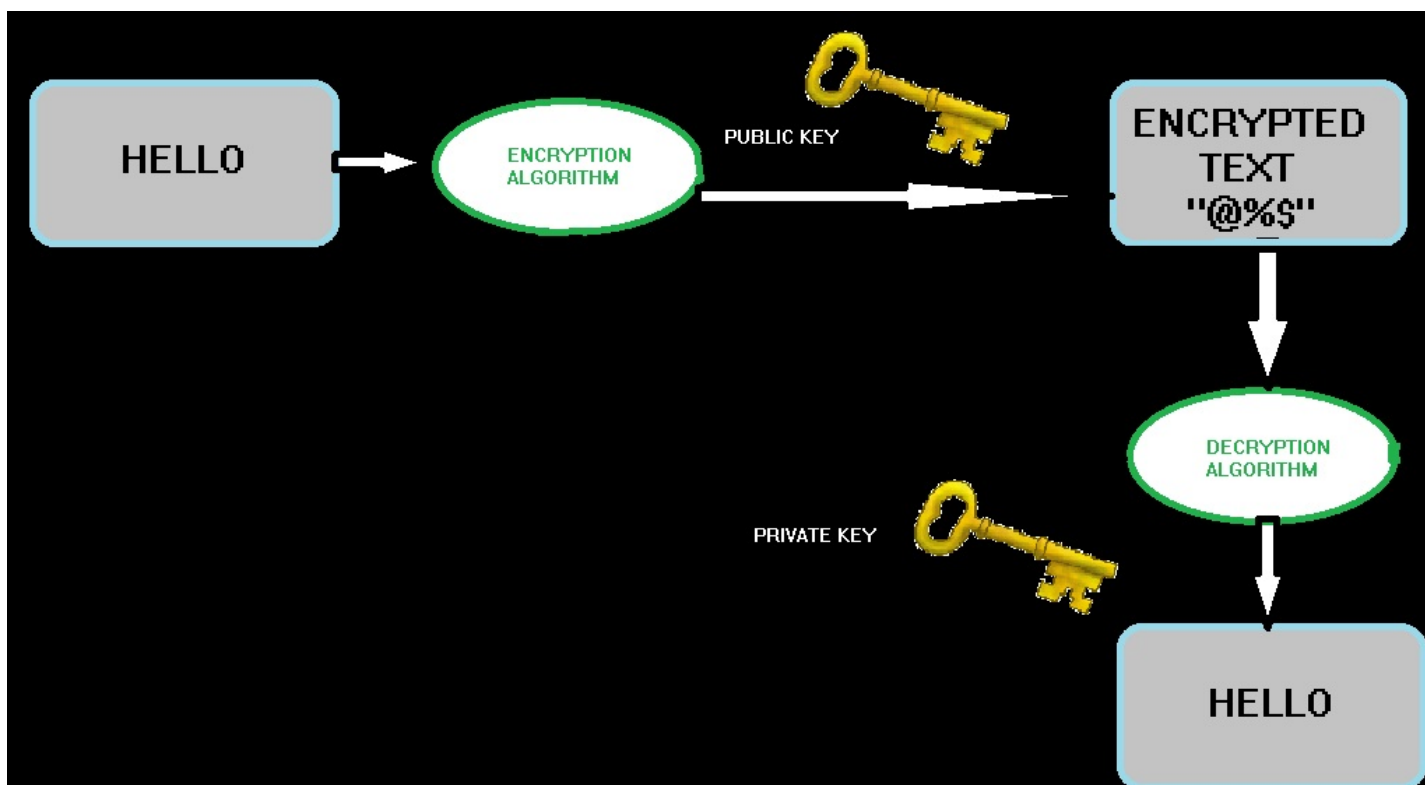 HELLO
ENCRYPTION
ALGORITHM
PUBLIC KEY
ENCRYPTED
TEXT
"@%$"
DECRYPTION
ALGORITHM
PRIVATE KEY
HELLO